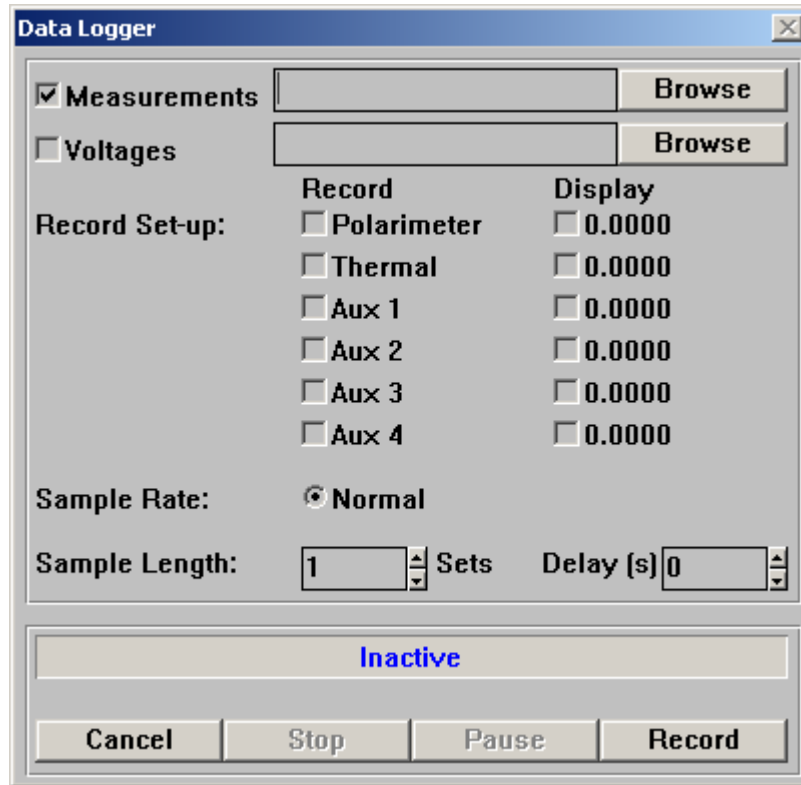 Data Logger
Measurements Browse
Voltages Browse
Record Display
Record Set-up: Polarimeter 0.0000
Thermal 0.0000
Aux 1 0.0000
Aux 2 0.0000
Aux 3 0.0000
Aux 4 0.0000
Sample Rate: Normal
Sample Length: 1 Sets Delay (s) 0
Inactive
Cancel Stop Pause Record